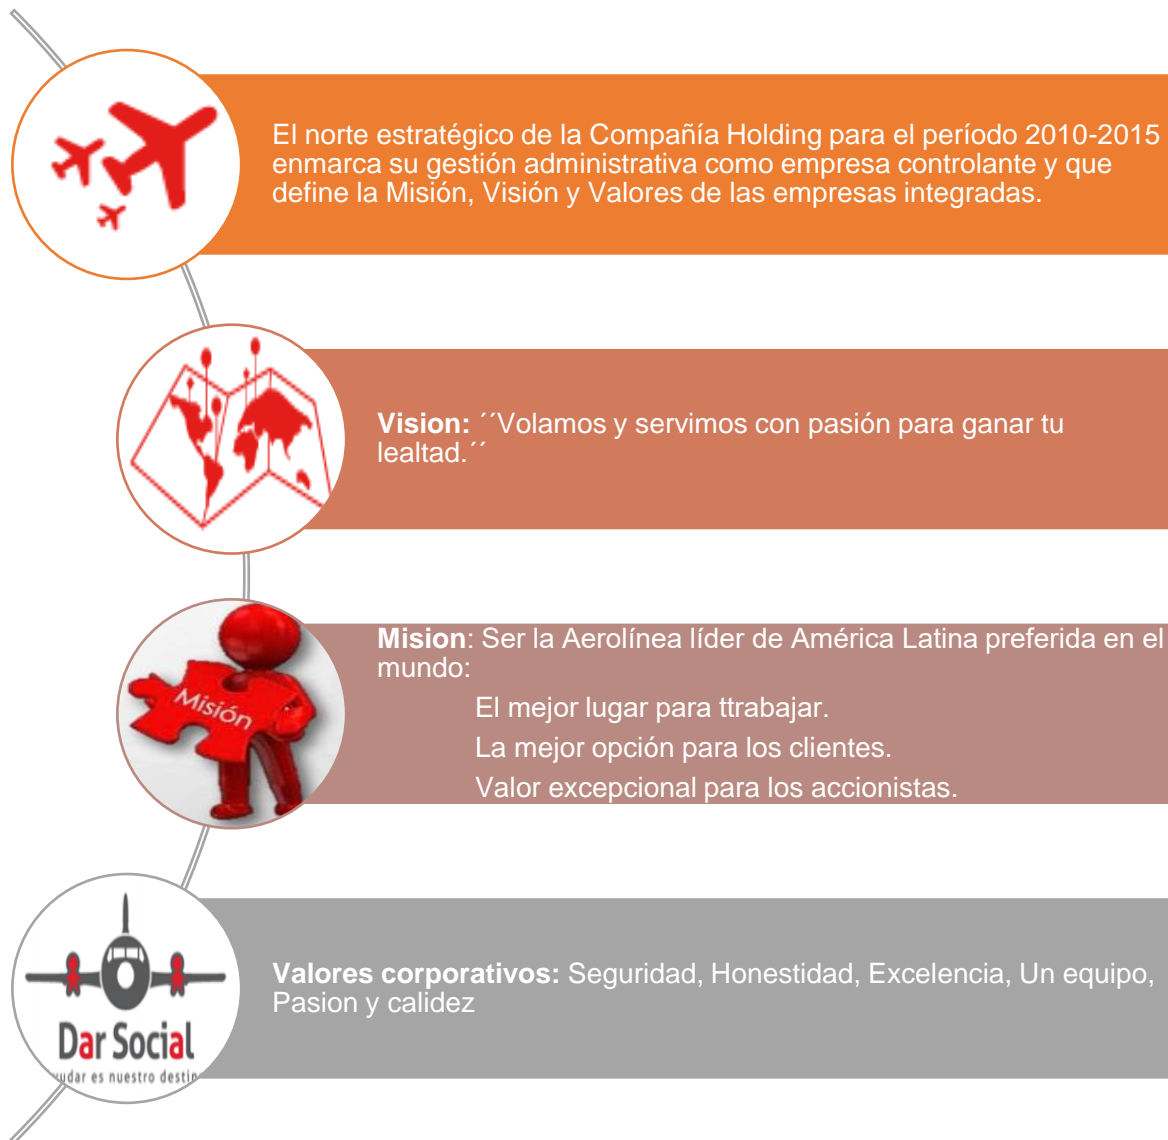 El norte estratégico de la Compañía Holding para el período 2010-2015
enmarca su gestión administrativa como empresa controlante y que
define la Misión, Visión y Valores de las empresas integradas.
Vision: ´´Volamos y servimos con pasión para ganar tu
lealtad.´´
Mision: Ser la Aerolínea líder de América Latina preferida en el
mundo:
El mejor lugar para ttrabajar.
La mejor opción para los clientes.
Valor excepcional para los accionistas.
Misión
Valores corporativos: Seguridad, Honestidad, Excelencia, Un equipo,
Pasion y calidez
Dar Social
es nuestro